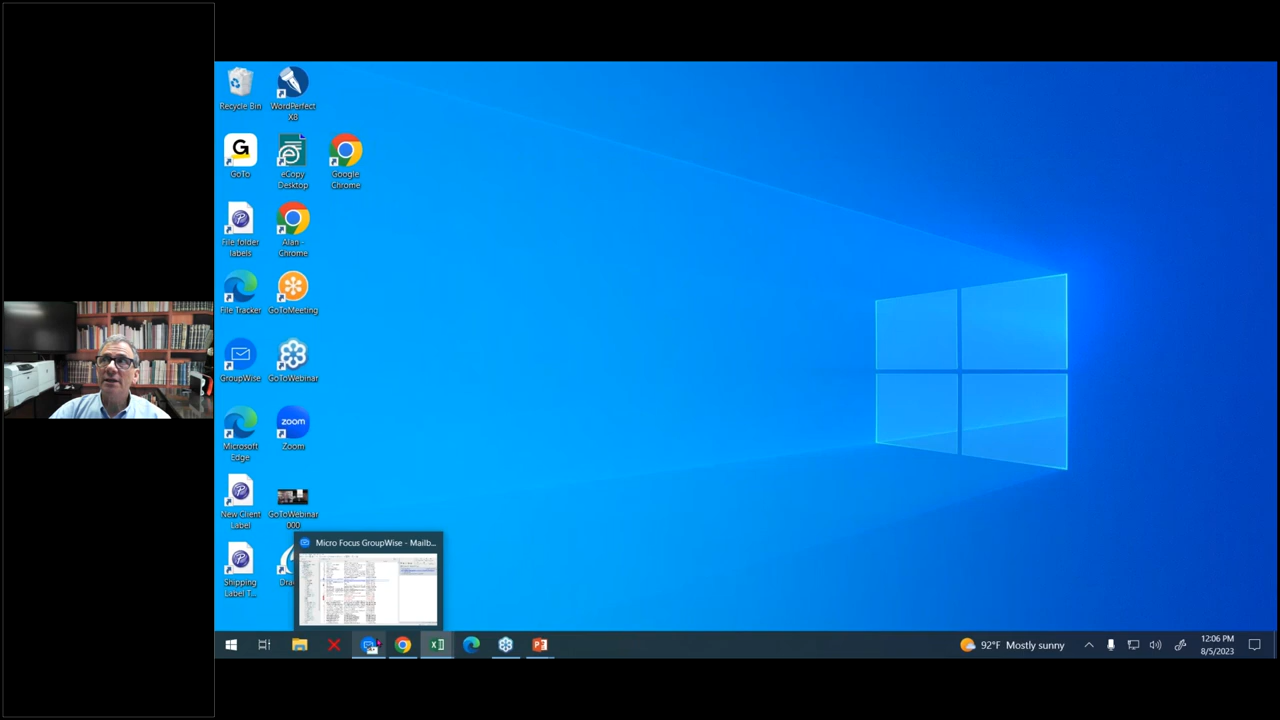 Recycle Bin
WordPerfect
X8
G
GoTo
eCopy
Desktop
Google
Chrome
File folder
labels
Alan -
Chrome
File Tracker
GoToMeeting
GroupWise
GoToWebinar
Microsoft
Edge
zoom
Zoom
New Client
Label
GoToWebinar
000
Shipping
Label T...
Micro Focus GroupWise - Mailb...
92°F Mostly sunny
12:06 PM
8/5/2023